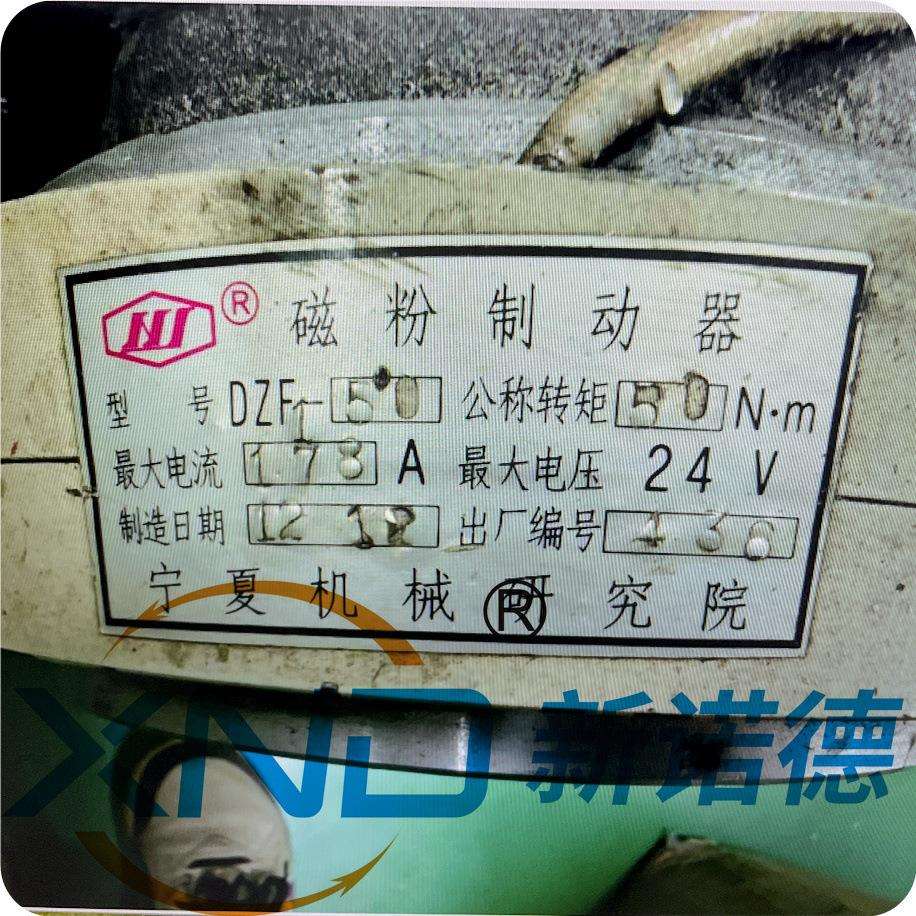 ® 磁粉制动器
型号 DZF-50 公称转矩 50 N·m
最大电流 1.78 A 最大电压 24 V
制造日期 12 出厂编号 436
宁夏机械研究院
®
XND 新诺德